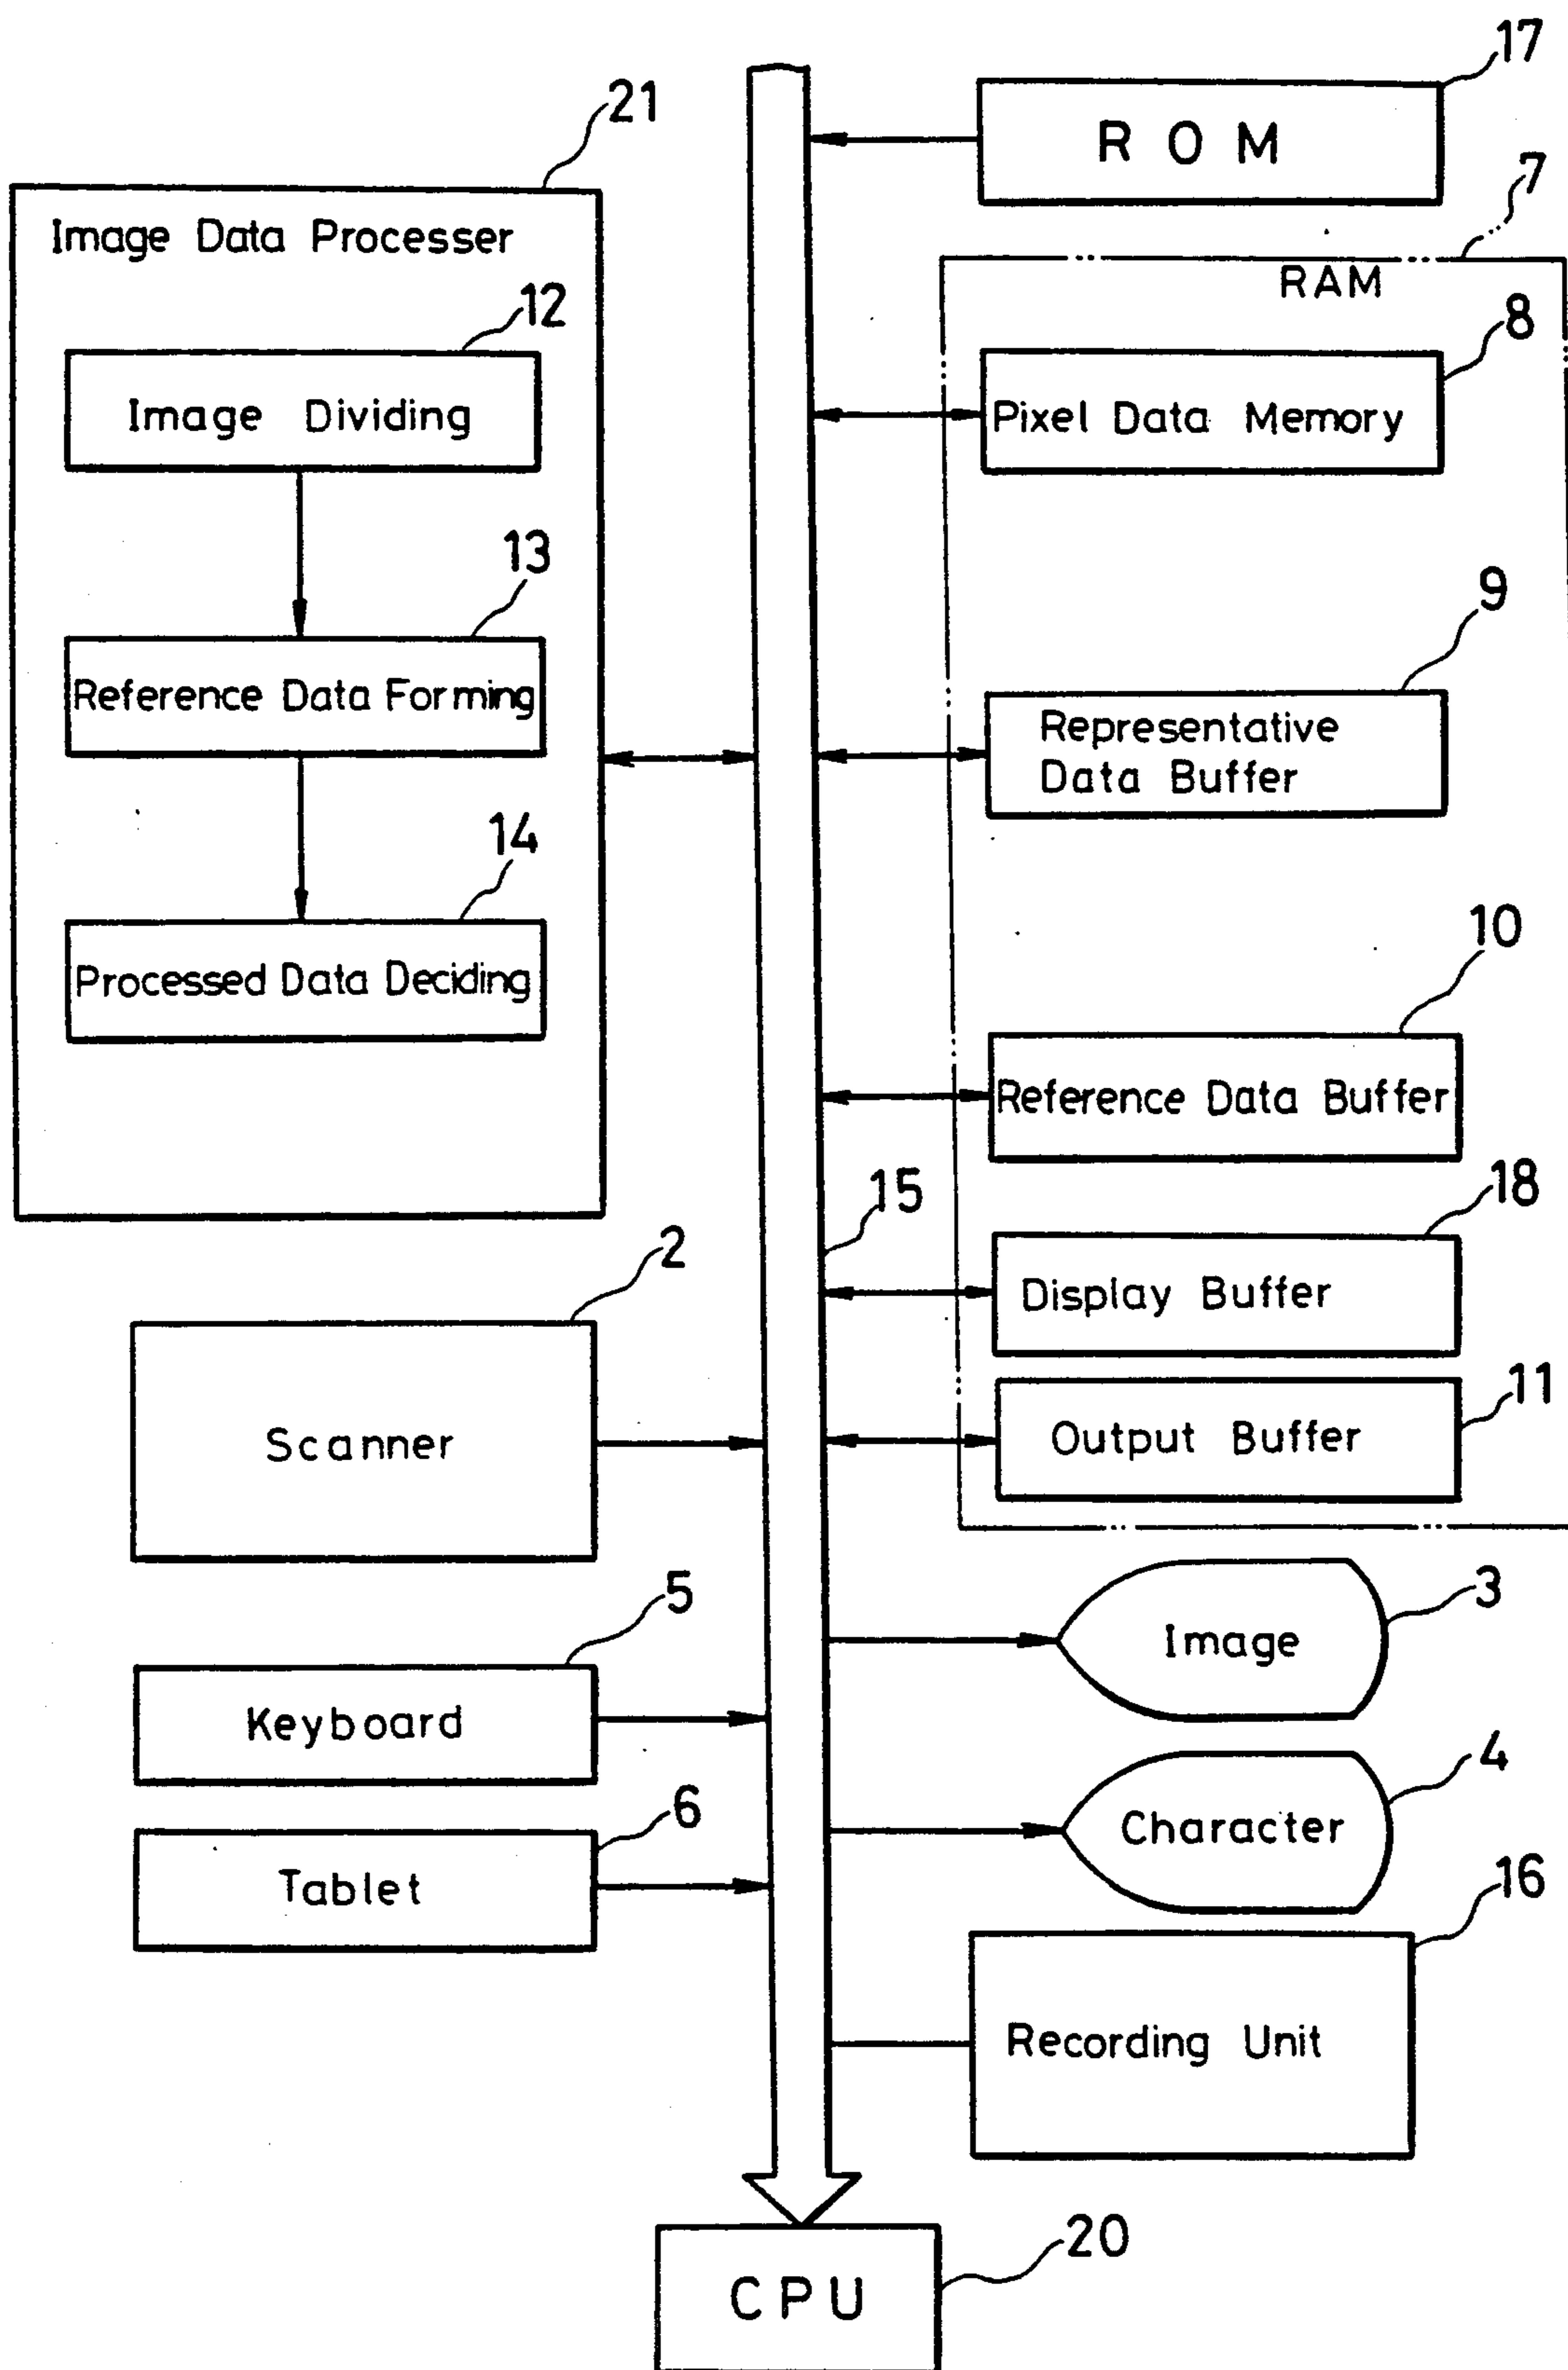 17
ROM
21
7
Image Data Processer
RAM
12
8
Image Dividing
Pixel Data Memory
13
9
Reference Data Forming
Representative
Data Buffer
14
10
Processed Data Deciding
Reference Data Buffer
15
18
2
Display Buffer
11
Scanner
Output Buffer
5
3
Image
Keyboard
4
6
Character
Tablet
16
Recording Unit
20
CPU